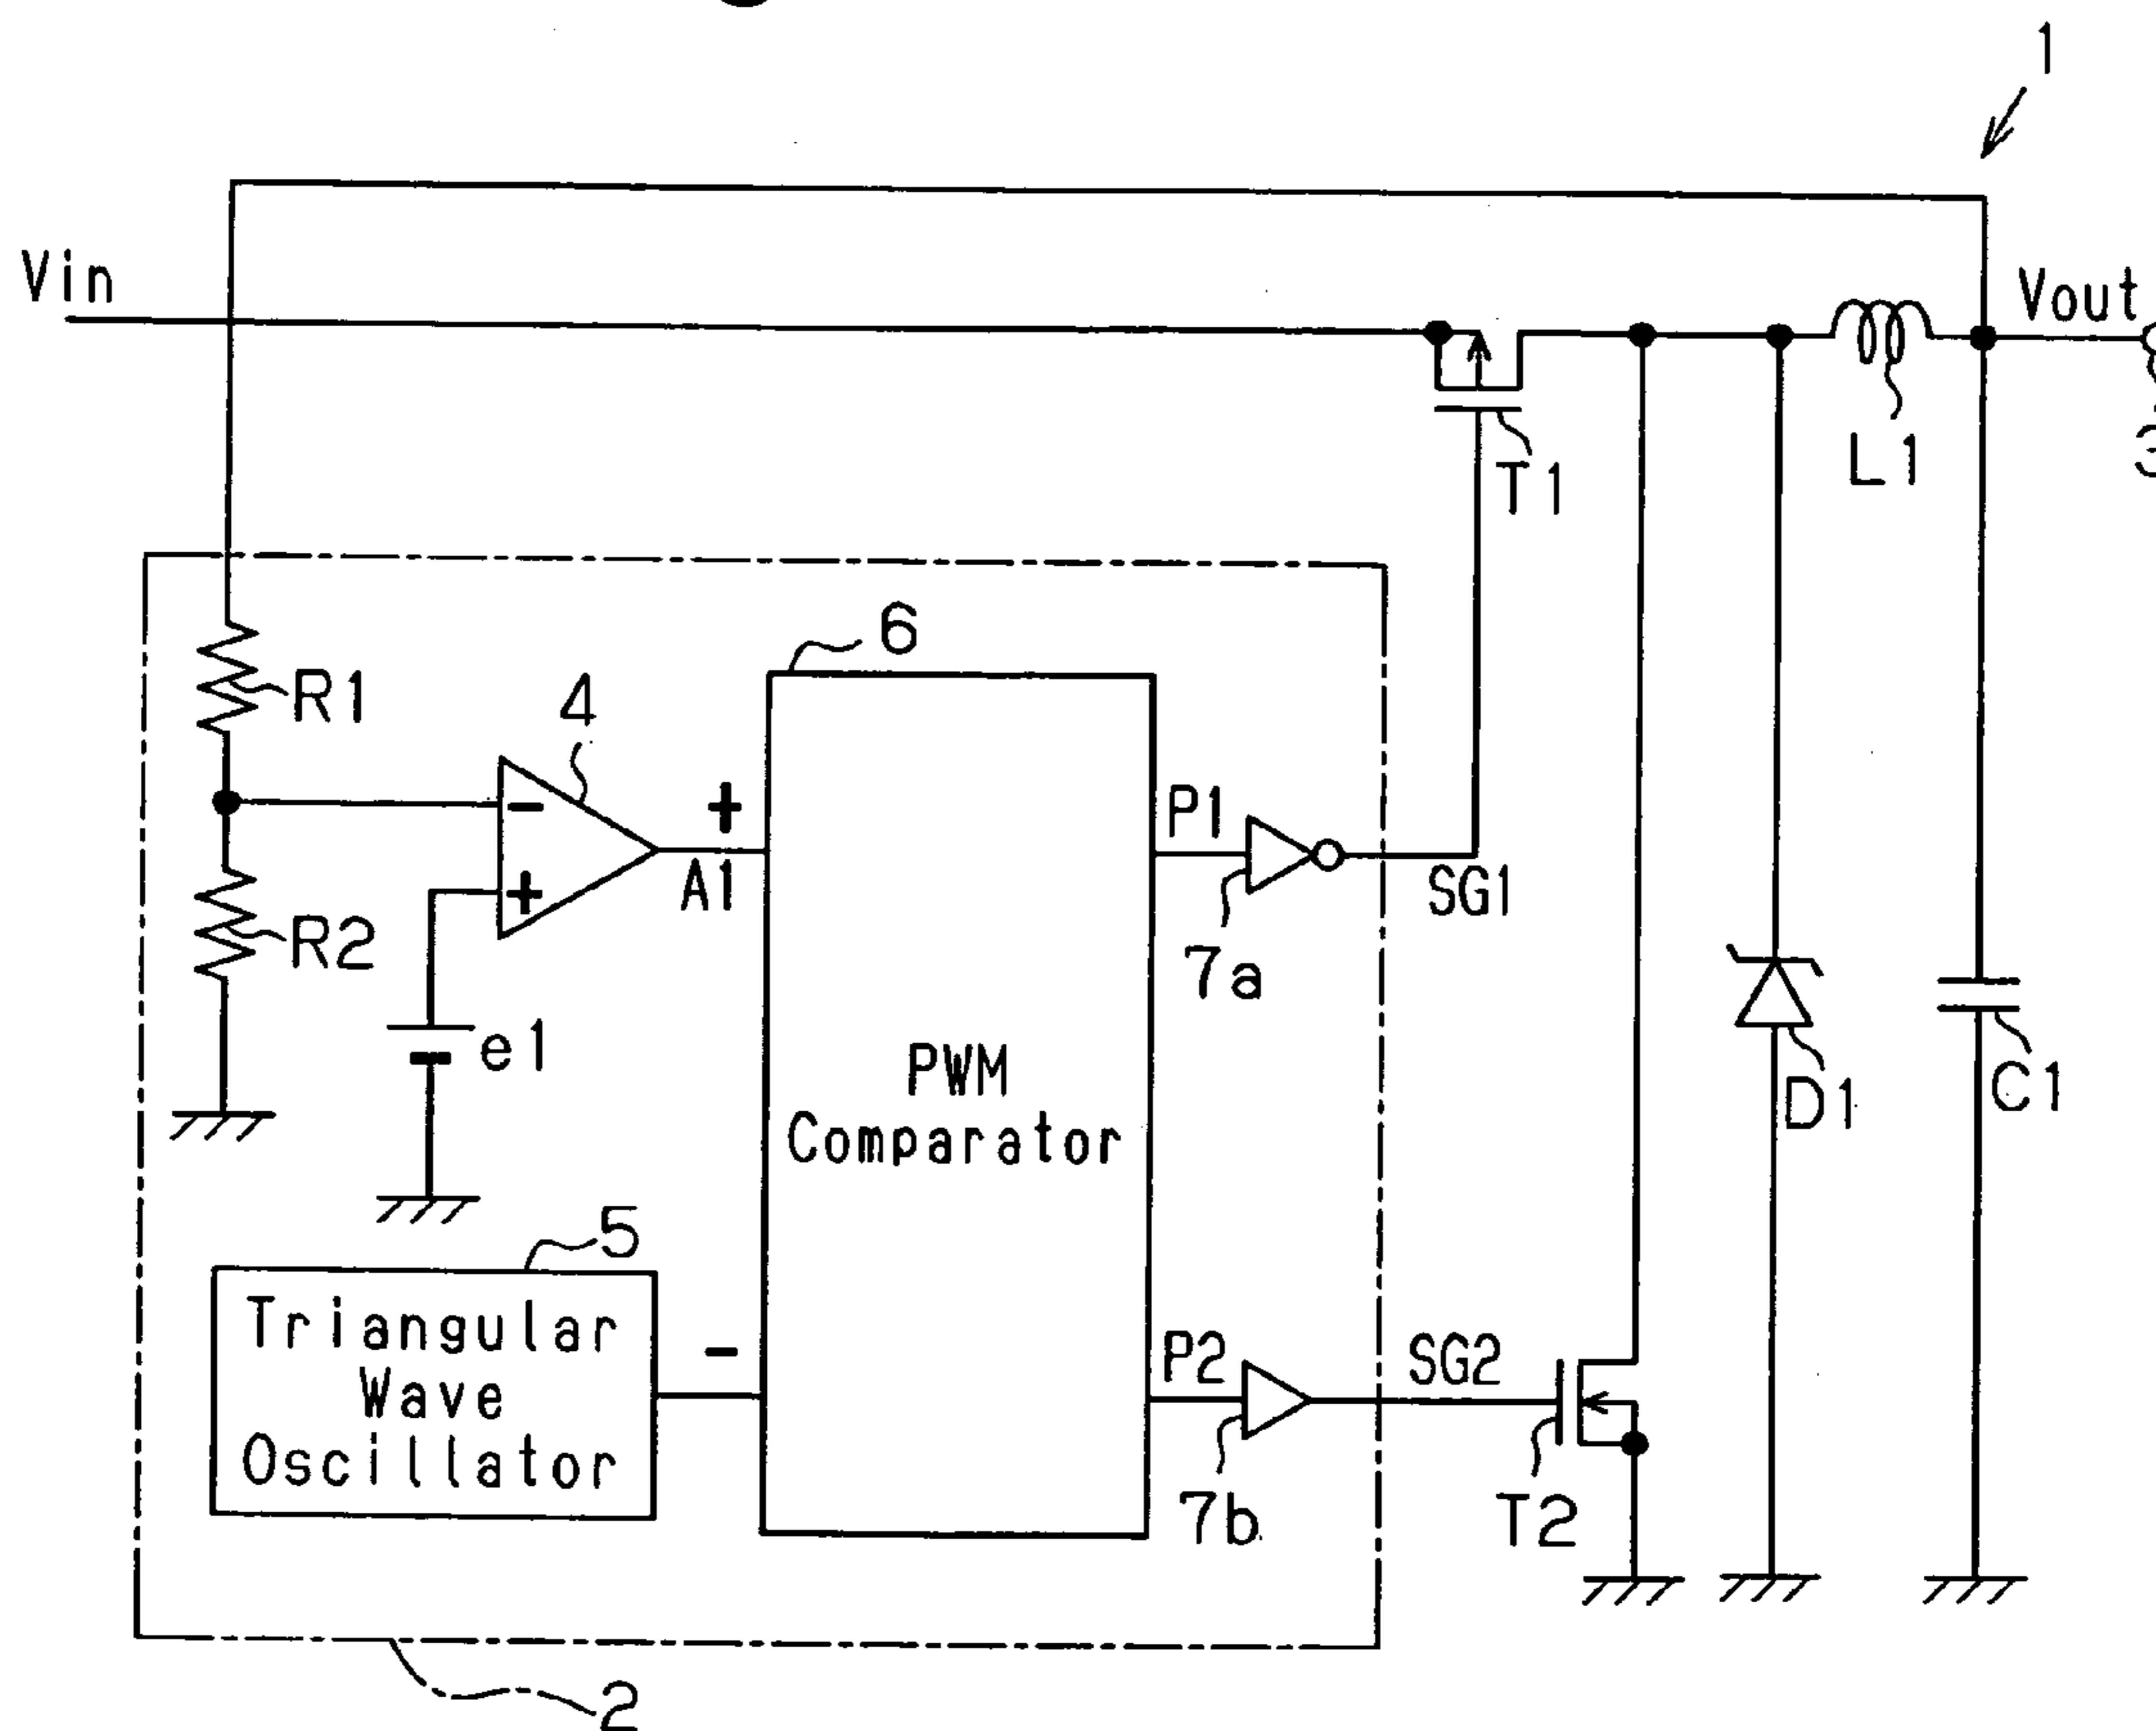 1
Vin
Vout
3
T1
L1
6
R1
4
+
P1
-
A1
SG1
+
R2
7a
e1
PWM
Comparator
D1
C1
5
Triangular
Wave
Oscillator
-
P2
SG2
7b
T2
2